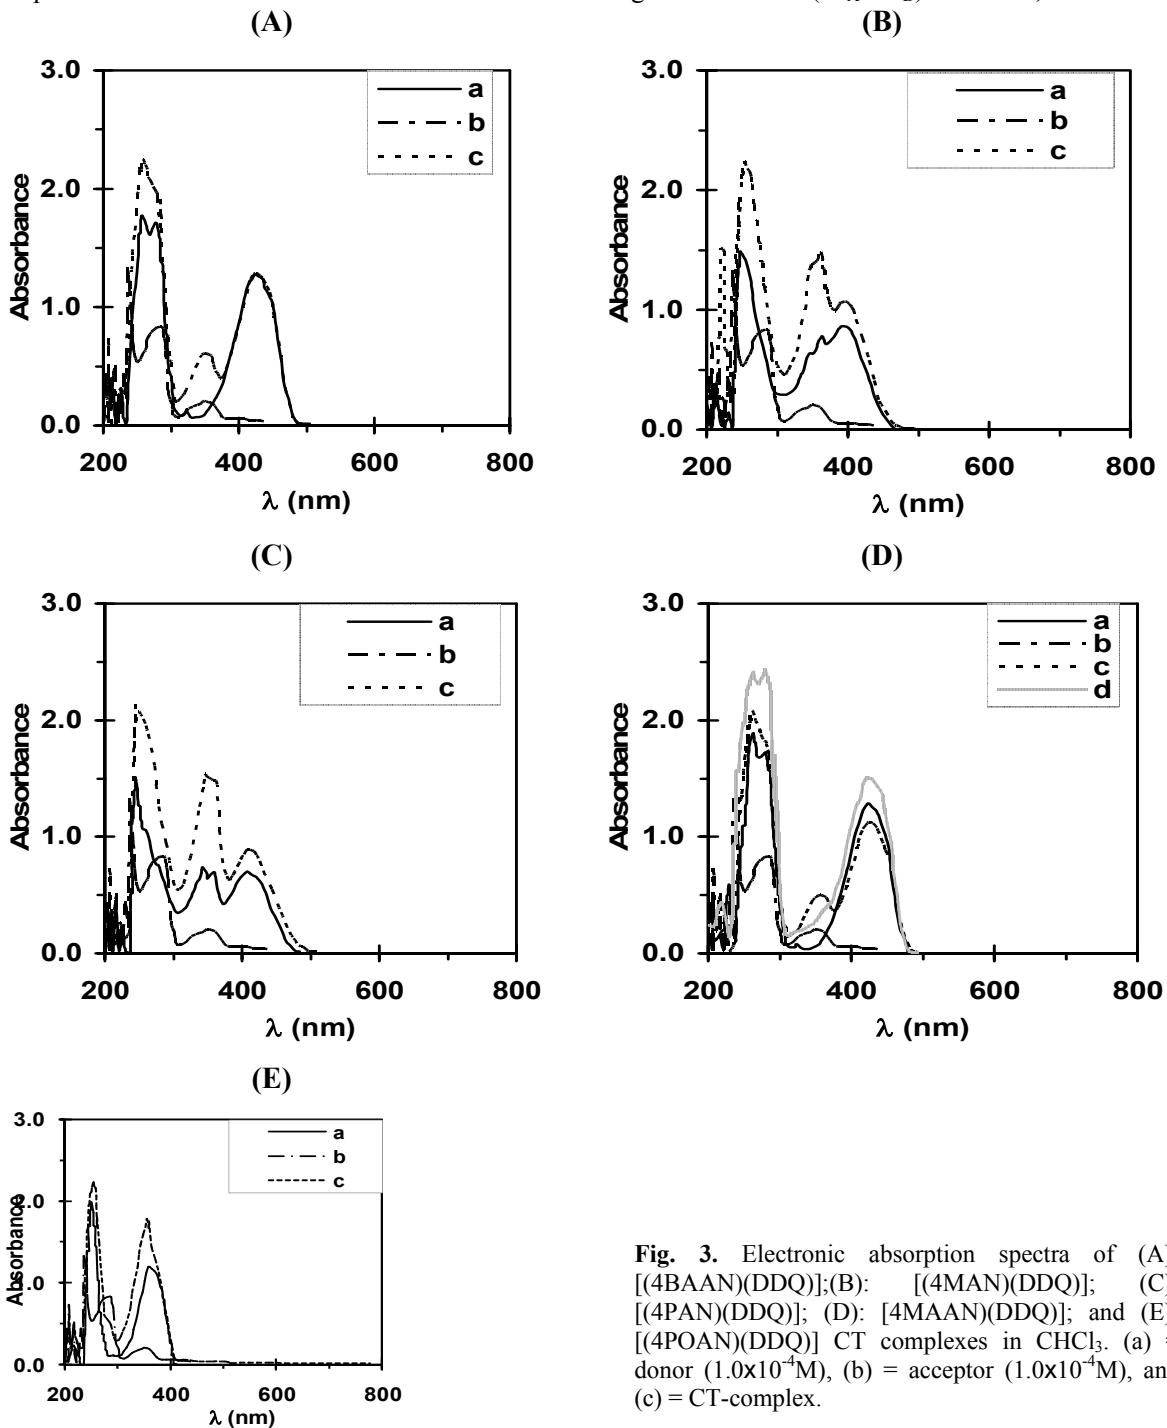 (A)
(B)
3.0
2.0
1.0
0.0
200
400
600
800
Absorbance
λ (nm)
a
b
c
3.0
2.0
1.0
0.0
200
400
600
800
Absorbance
λ (nm)
a
b
c
(C)
(D)
3.0
2.0
1.0
0.0
200
400
600
800
Absorbance
λ (nm)
a
b
c
3.0
2.0
1.0
0.0
200
400
600
800
Absorbance
λ (nm)
a
b
c
d
(E)
3.0
2.0
1.0
0.0
200
400
600
800
Absorbance
λ (nm)
a
b
c
Fig. 3. Electronic absorption spectra of (A)
[(4BAAN)(DDQ)];(B): [(4MAN)(DDQ)]; (C)
[(4PAN)(DDQ)]; (D): [4MAAN)(DDQ)]; and (E)
[(4POAN)(DDQ)] CT complexes in CHCl₃. (a) =
donor (1.0x10⁻⁴M), (b) = acceptor (1.0x10⁻⁴M), and
(c) = CT-complex.